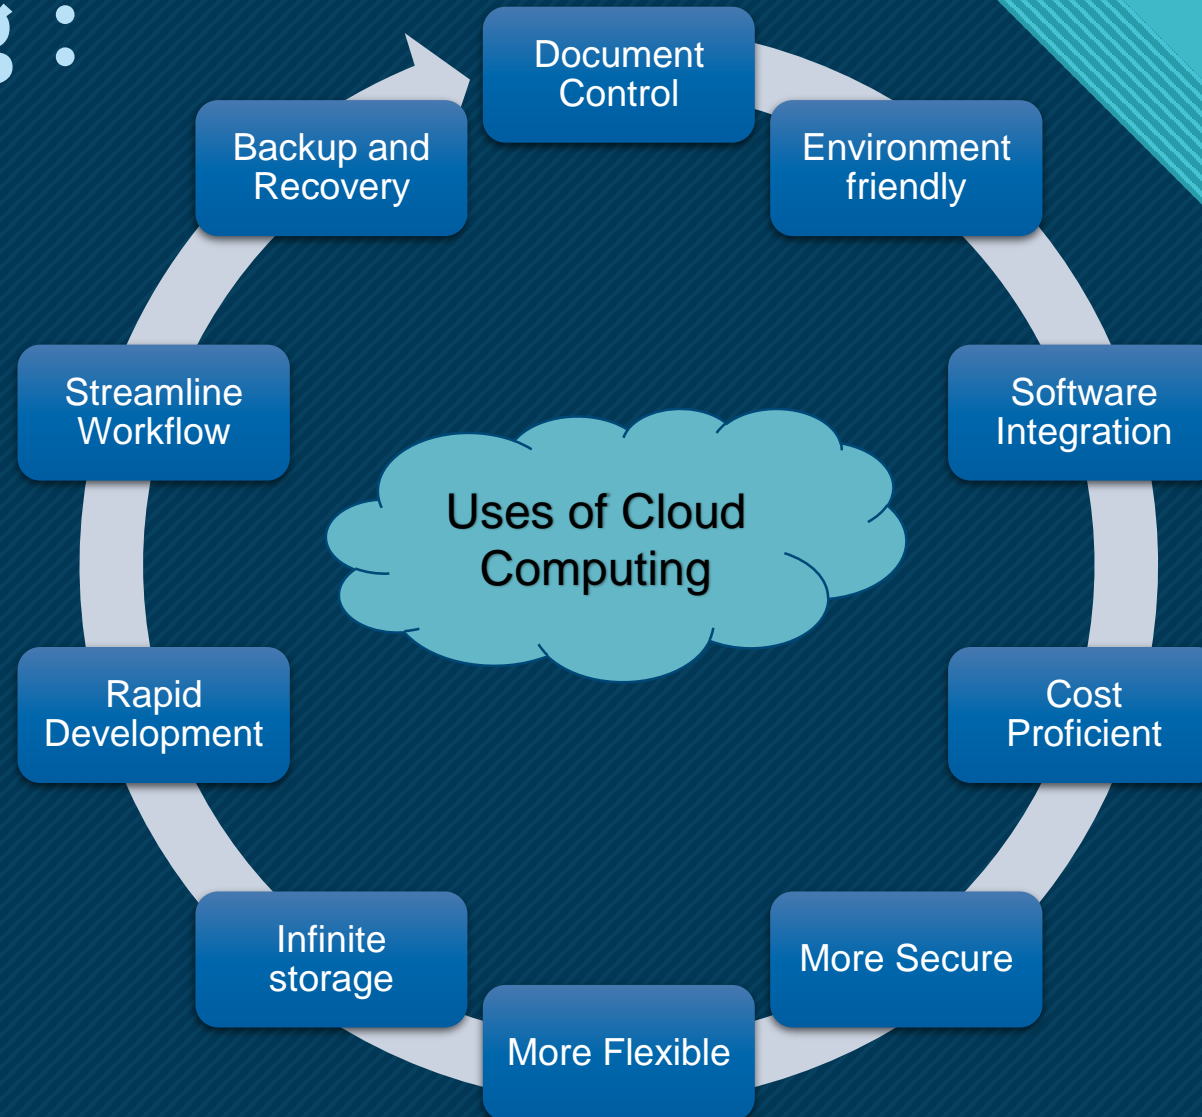 g :
Document
Control
Environment
friendly
Software
Integration
Cost
Proficient
More Secure
More Flexible
Infinite
storage
Rapid
Development
Streamline
Workflow
Backup and
Recovery
Uses of Cloud
Computing